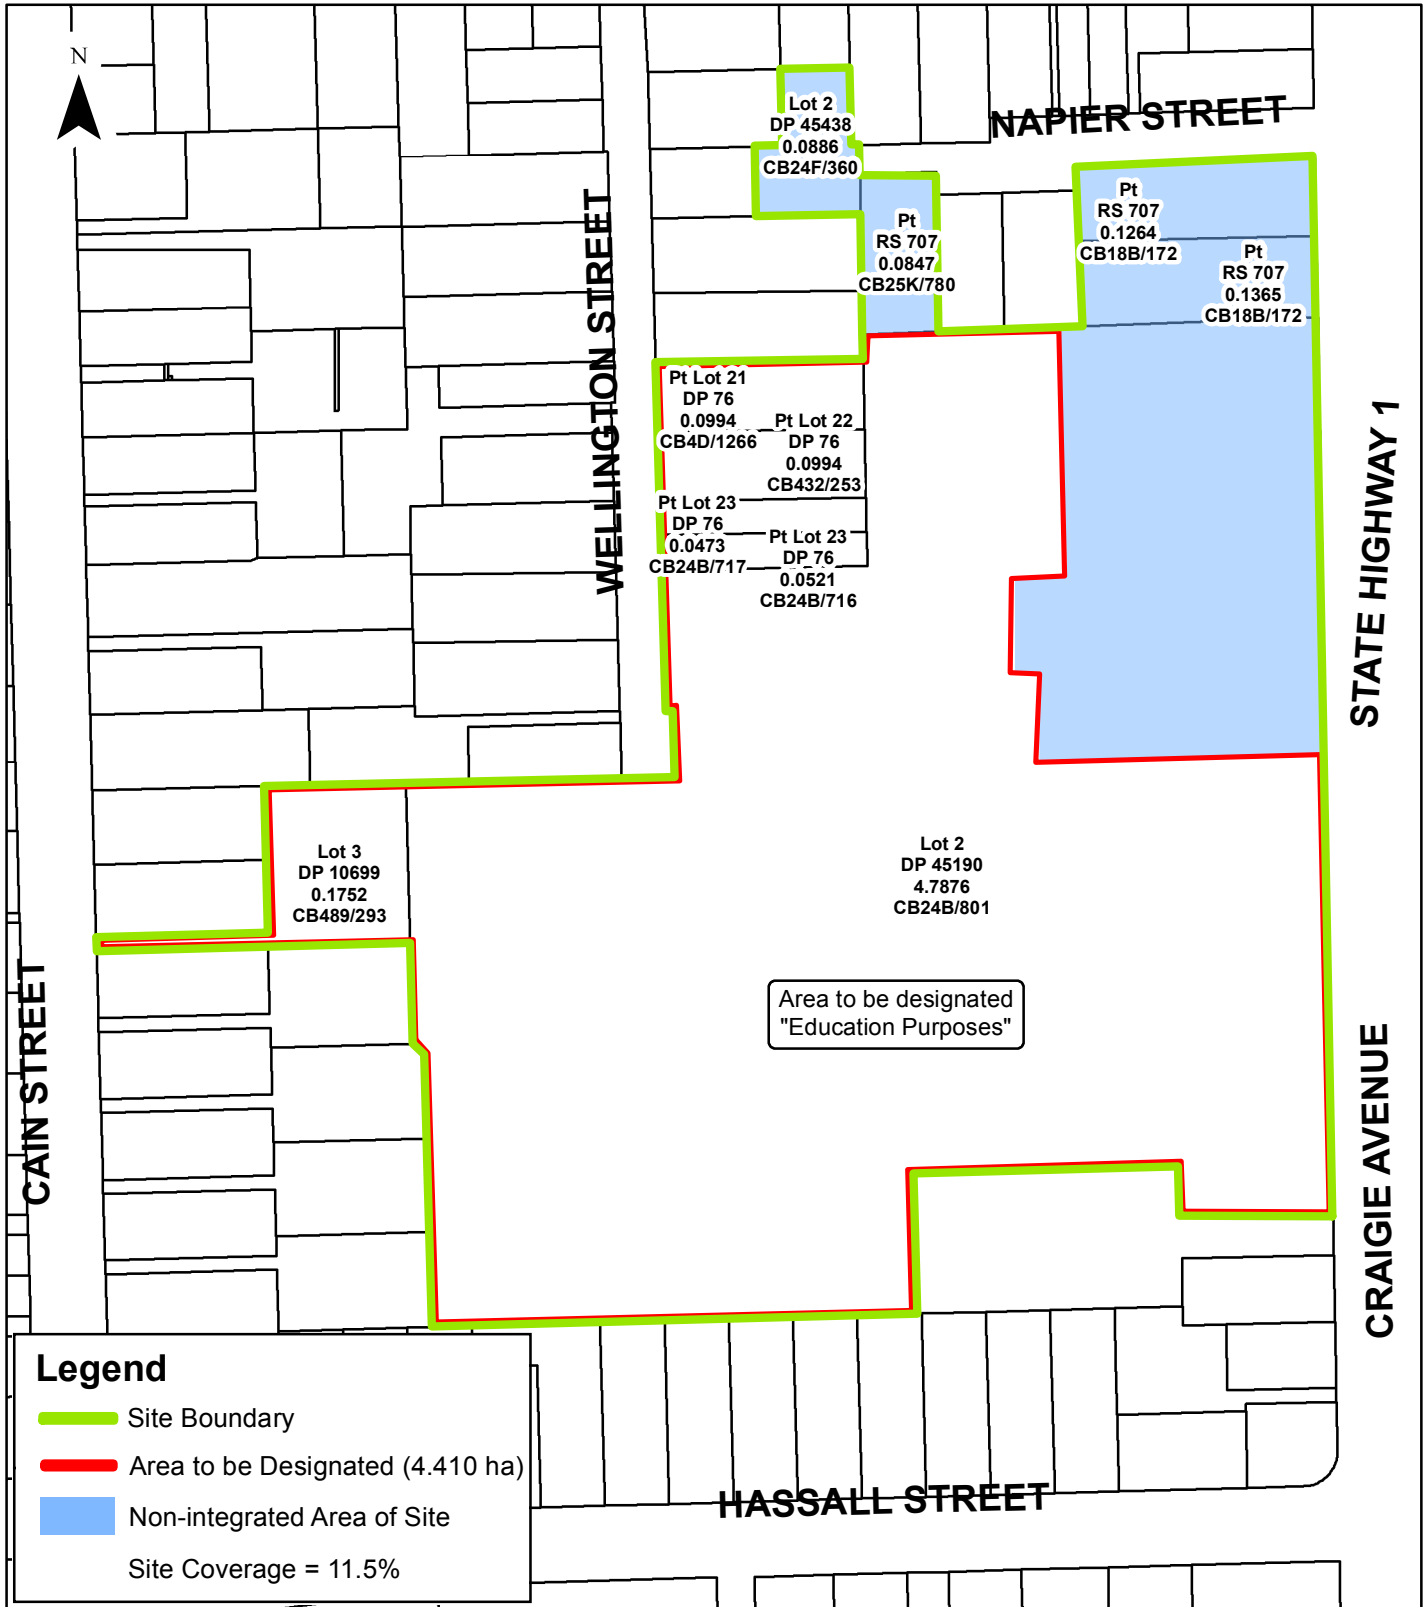 N
NAPIER STREET
Lot 2
DP 45438
0.0886
CB24F/360
Pt
RS 707
0.0847
CB25K/780
Pt
RS 707
0.1264
CB18B/172
Pt
RS 707
0.1365
CB18B/172
WELLINGTON STREET
Pt Lot 21
DP 76
0.0994
CB4D/1266
Pt Lot 22
DP 76
0.0994
CB432/253
Pt Lot 23
DP 76
0.0473
CB24B/717
Pt Lot 23
DP 76
0.0521
CB24B/716
STATE HIGHWAY 1
Lot 3
DP 10699
0.1752
CB489/293
Lot 2
DP 45190
4.7876
CB24B/801
Area to be designated
"Education Purposes"
CAIN STREET
CRAIGIE AVENUE
HASSALL STREET
Legend
Site Boundary
Area to be Designated (4.410 ha)
Non-integrated Area of Site
Site Coverage = 11.5%